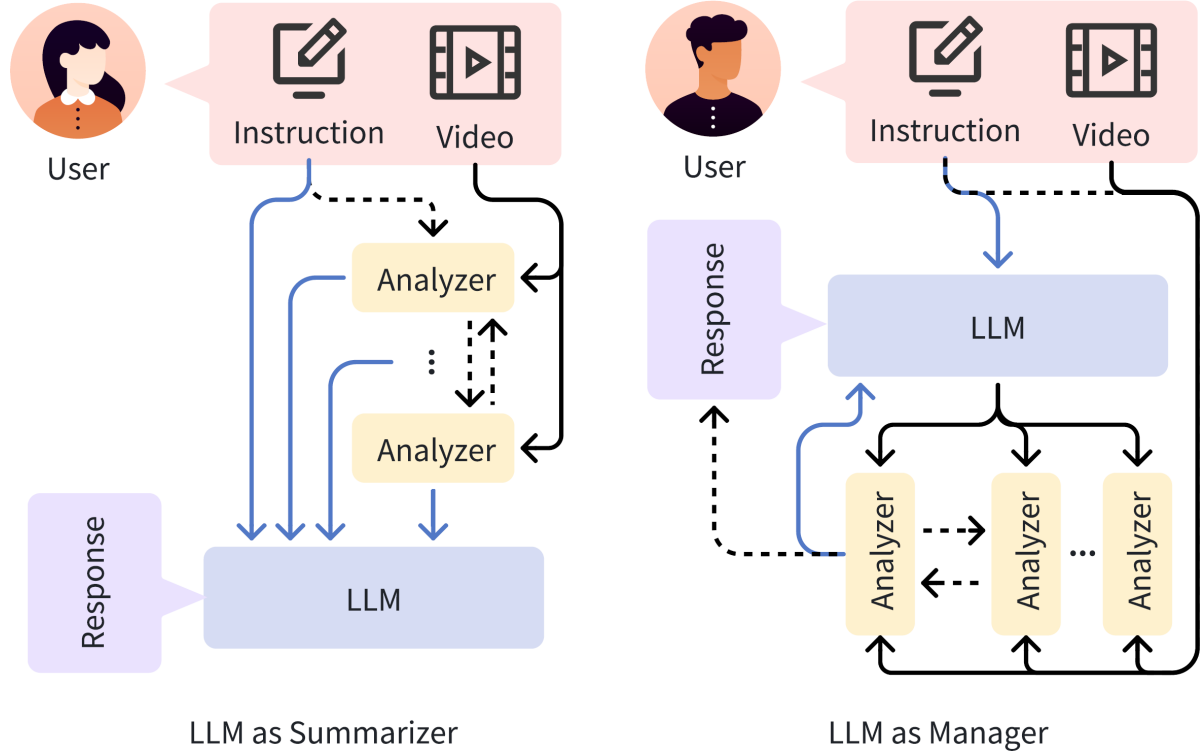 Instruction
Video
User
Analyzer
Analyzer
Response
LLM
LLM as Summarizer
Instruction
Video
User
Response
LLM
Analyzer
Analyzer
Analyzer
LLM as Manager